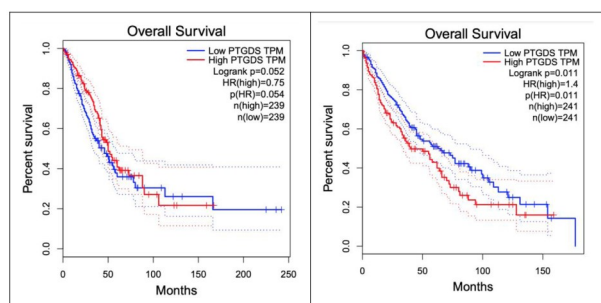 Overall Survival
Low PTGDS TPM
High PTGDS TPM
Logrank p=0.052
HR(high)=0.75
p(HR)=0.054
n(high)=239
n(low)=239
Percent survival
1.0
0.8
0.6
0.4
0.2
0.0
0 50 100 150 200 250
Months
Overall Survival
Low PTGDS TPM
High PTGDS TPM
Logrank p=0.011
HR(high)=1.4
p(HR)=0.011
n(high)=241
n(low)=241
Percent survival
1.0
0.8
0.6
0.4
0.2
0.0
0 50 100 150
Months